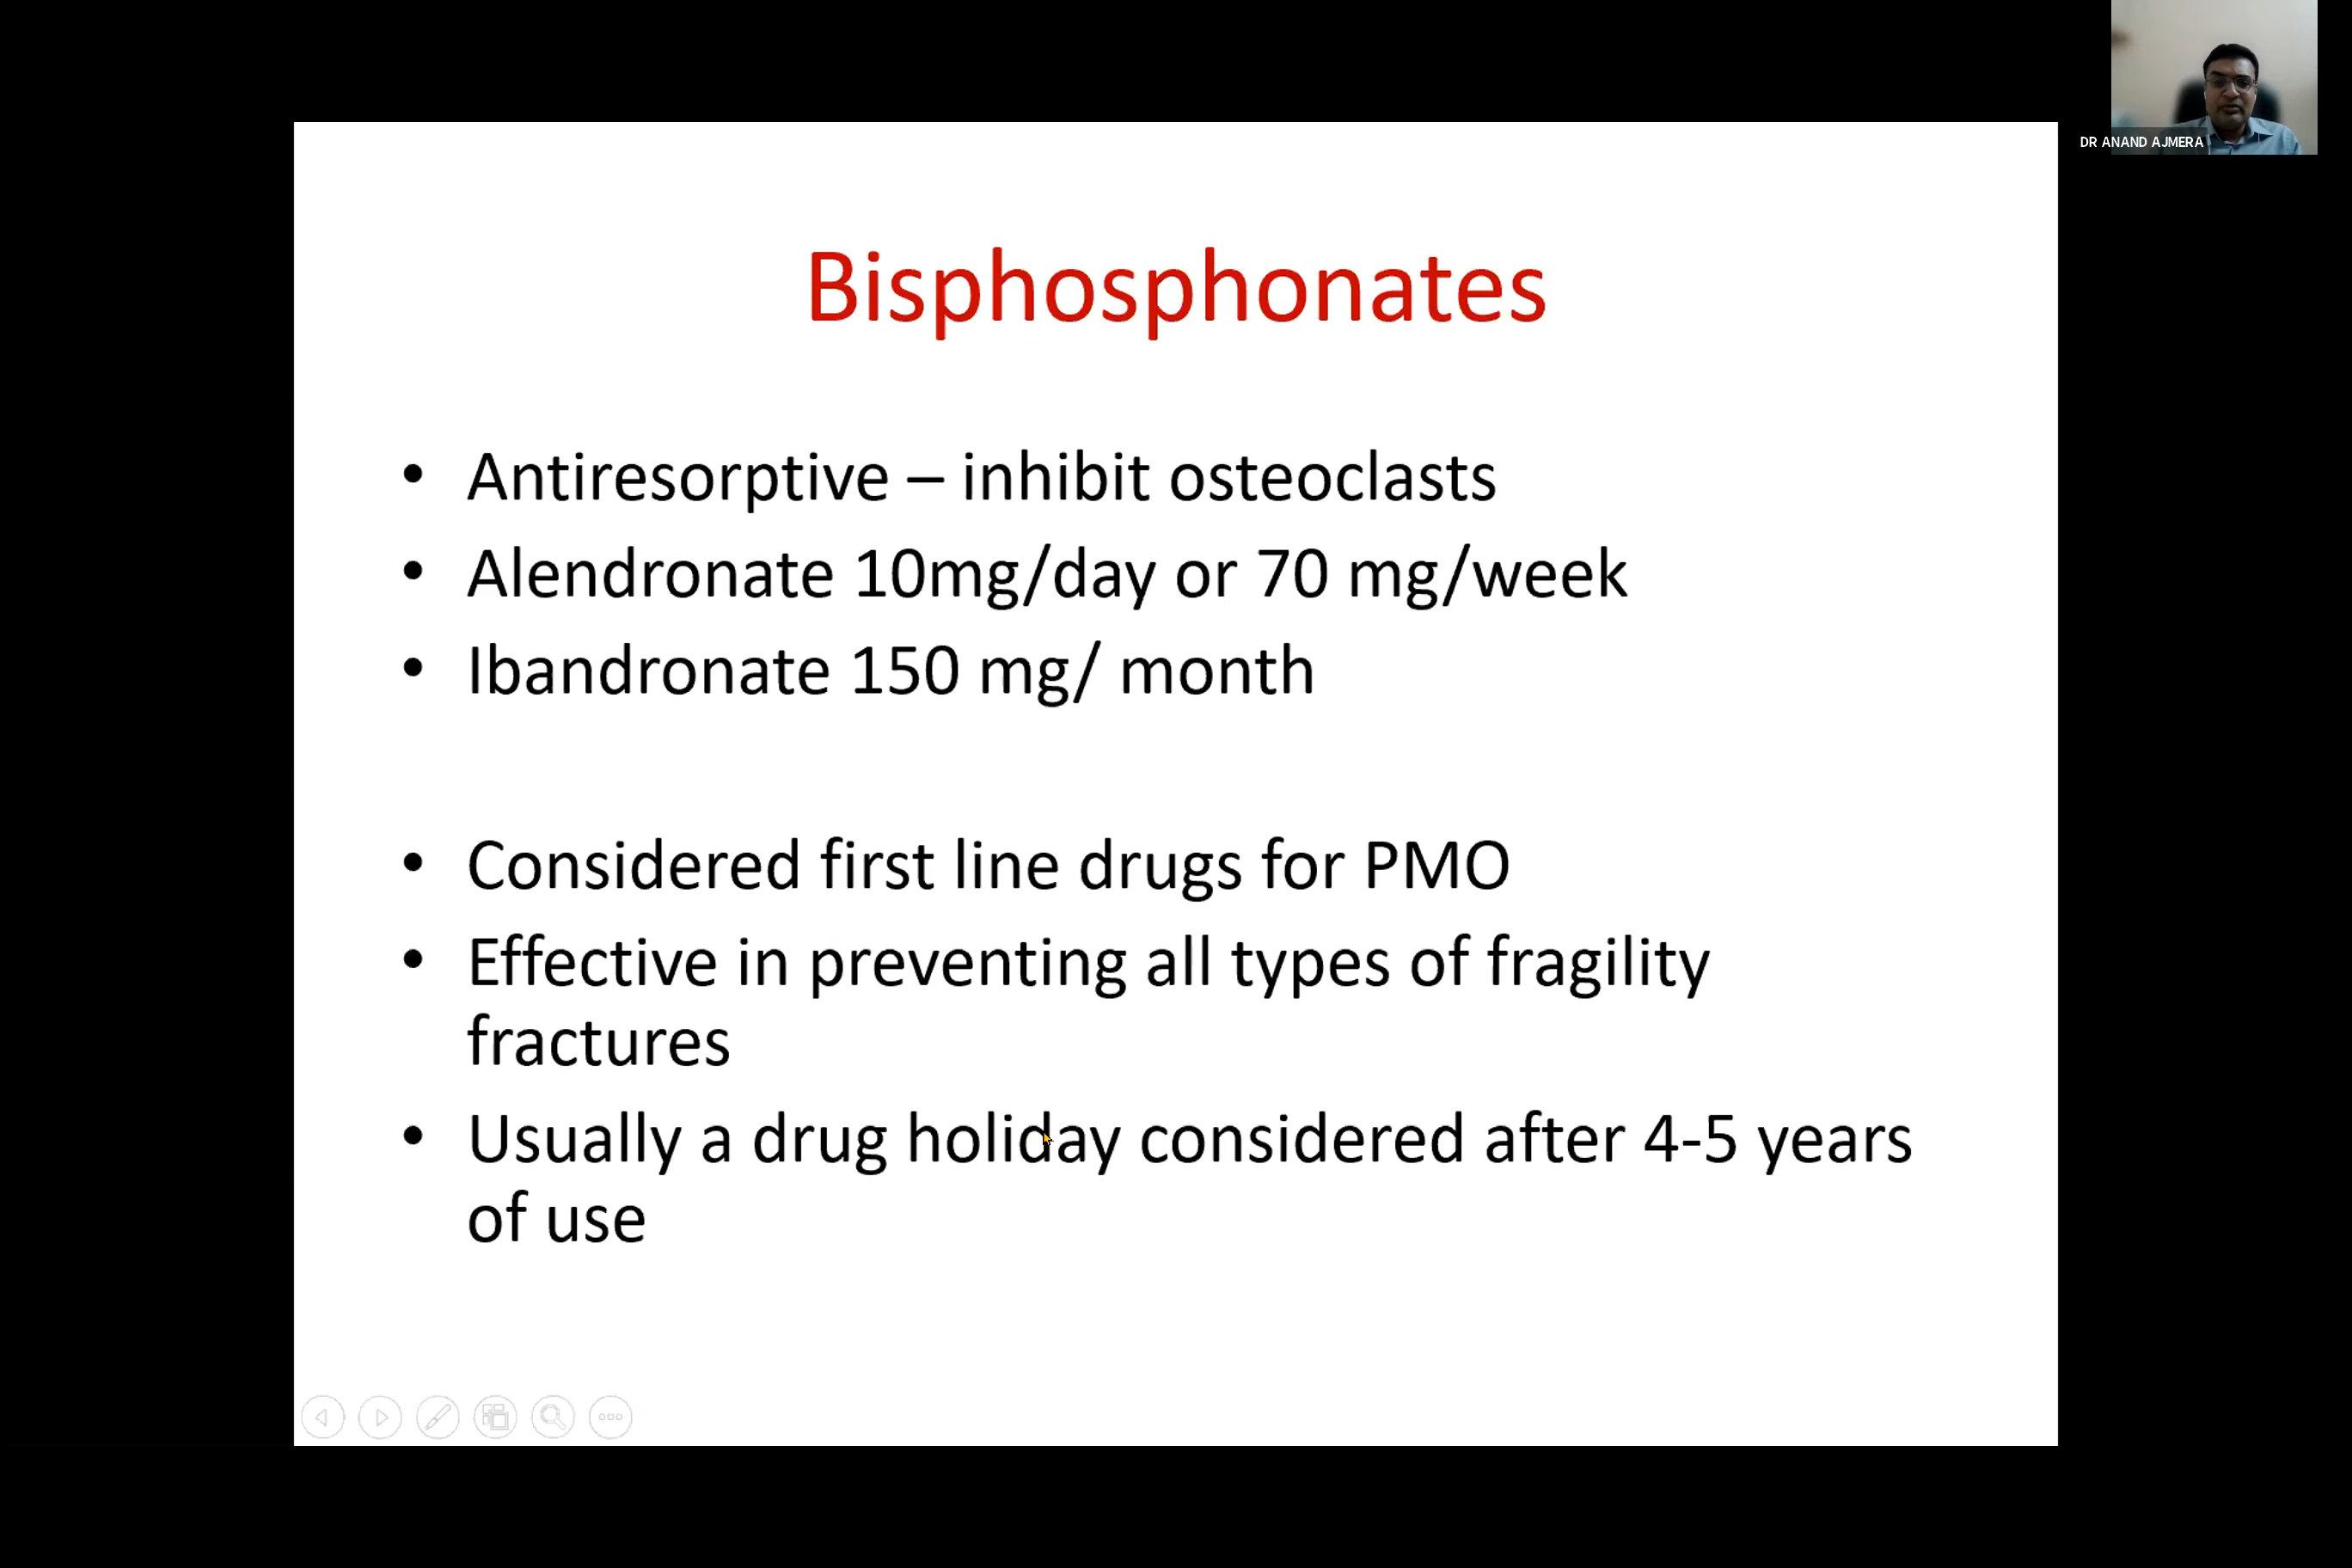 DR ANAND AJMERA
Bisphosphonates
• Antiresorptive – inhibit osteoclasts
• Alendronate 10mg/day or 70 mg/week
• Ibandronate 150 mg/ month
• Considered first line drugs for PMO
• Effective in preventing all types of fragility
fractures
• Usually a drug holiday considered after 4-5 years
of use